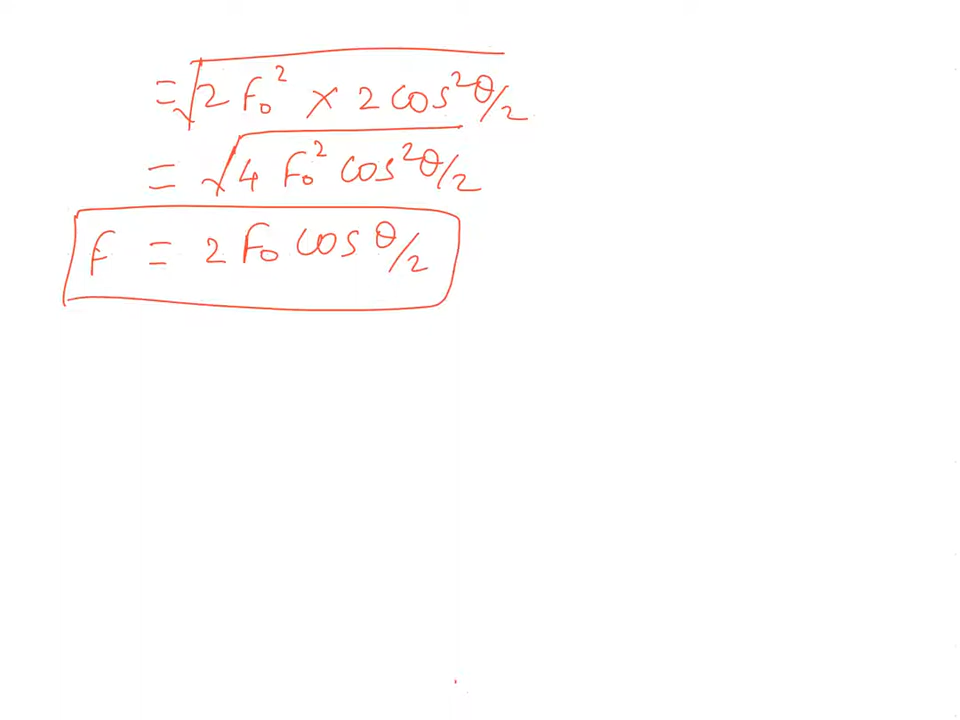 = √2 F₀² × 2 cos²θ/2
= √4 F₀² cos²θ/2
F = 2 F₀ cos θ/2